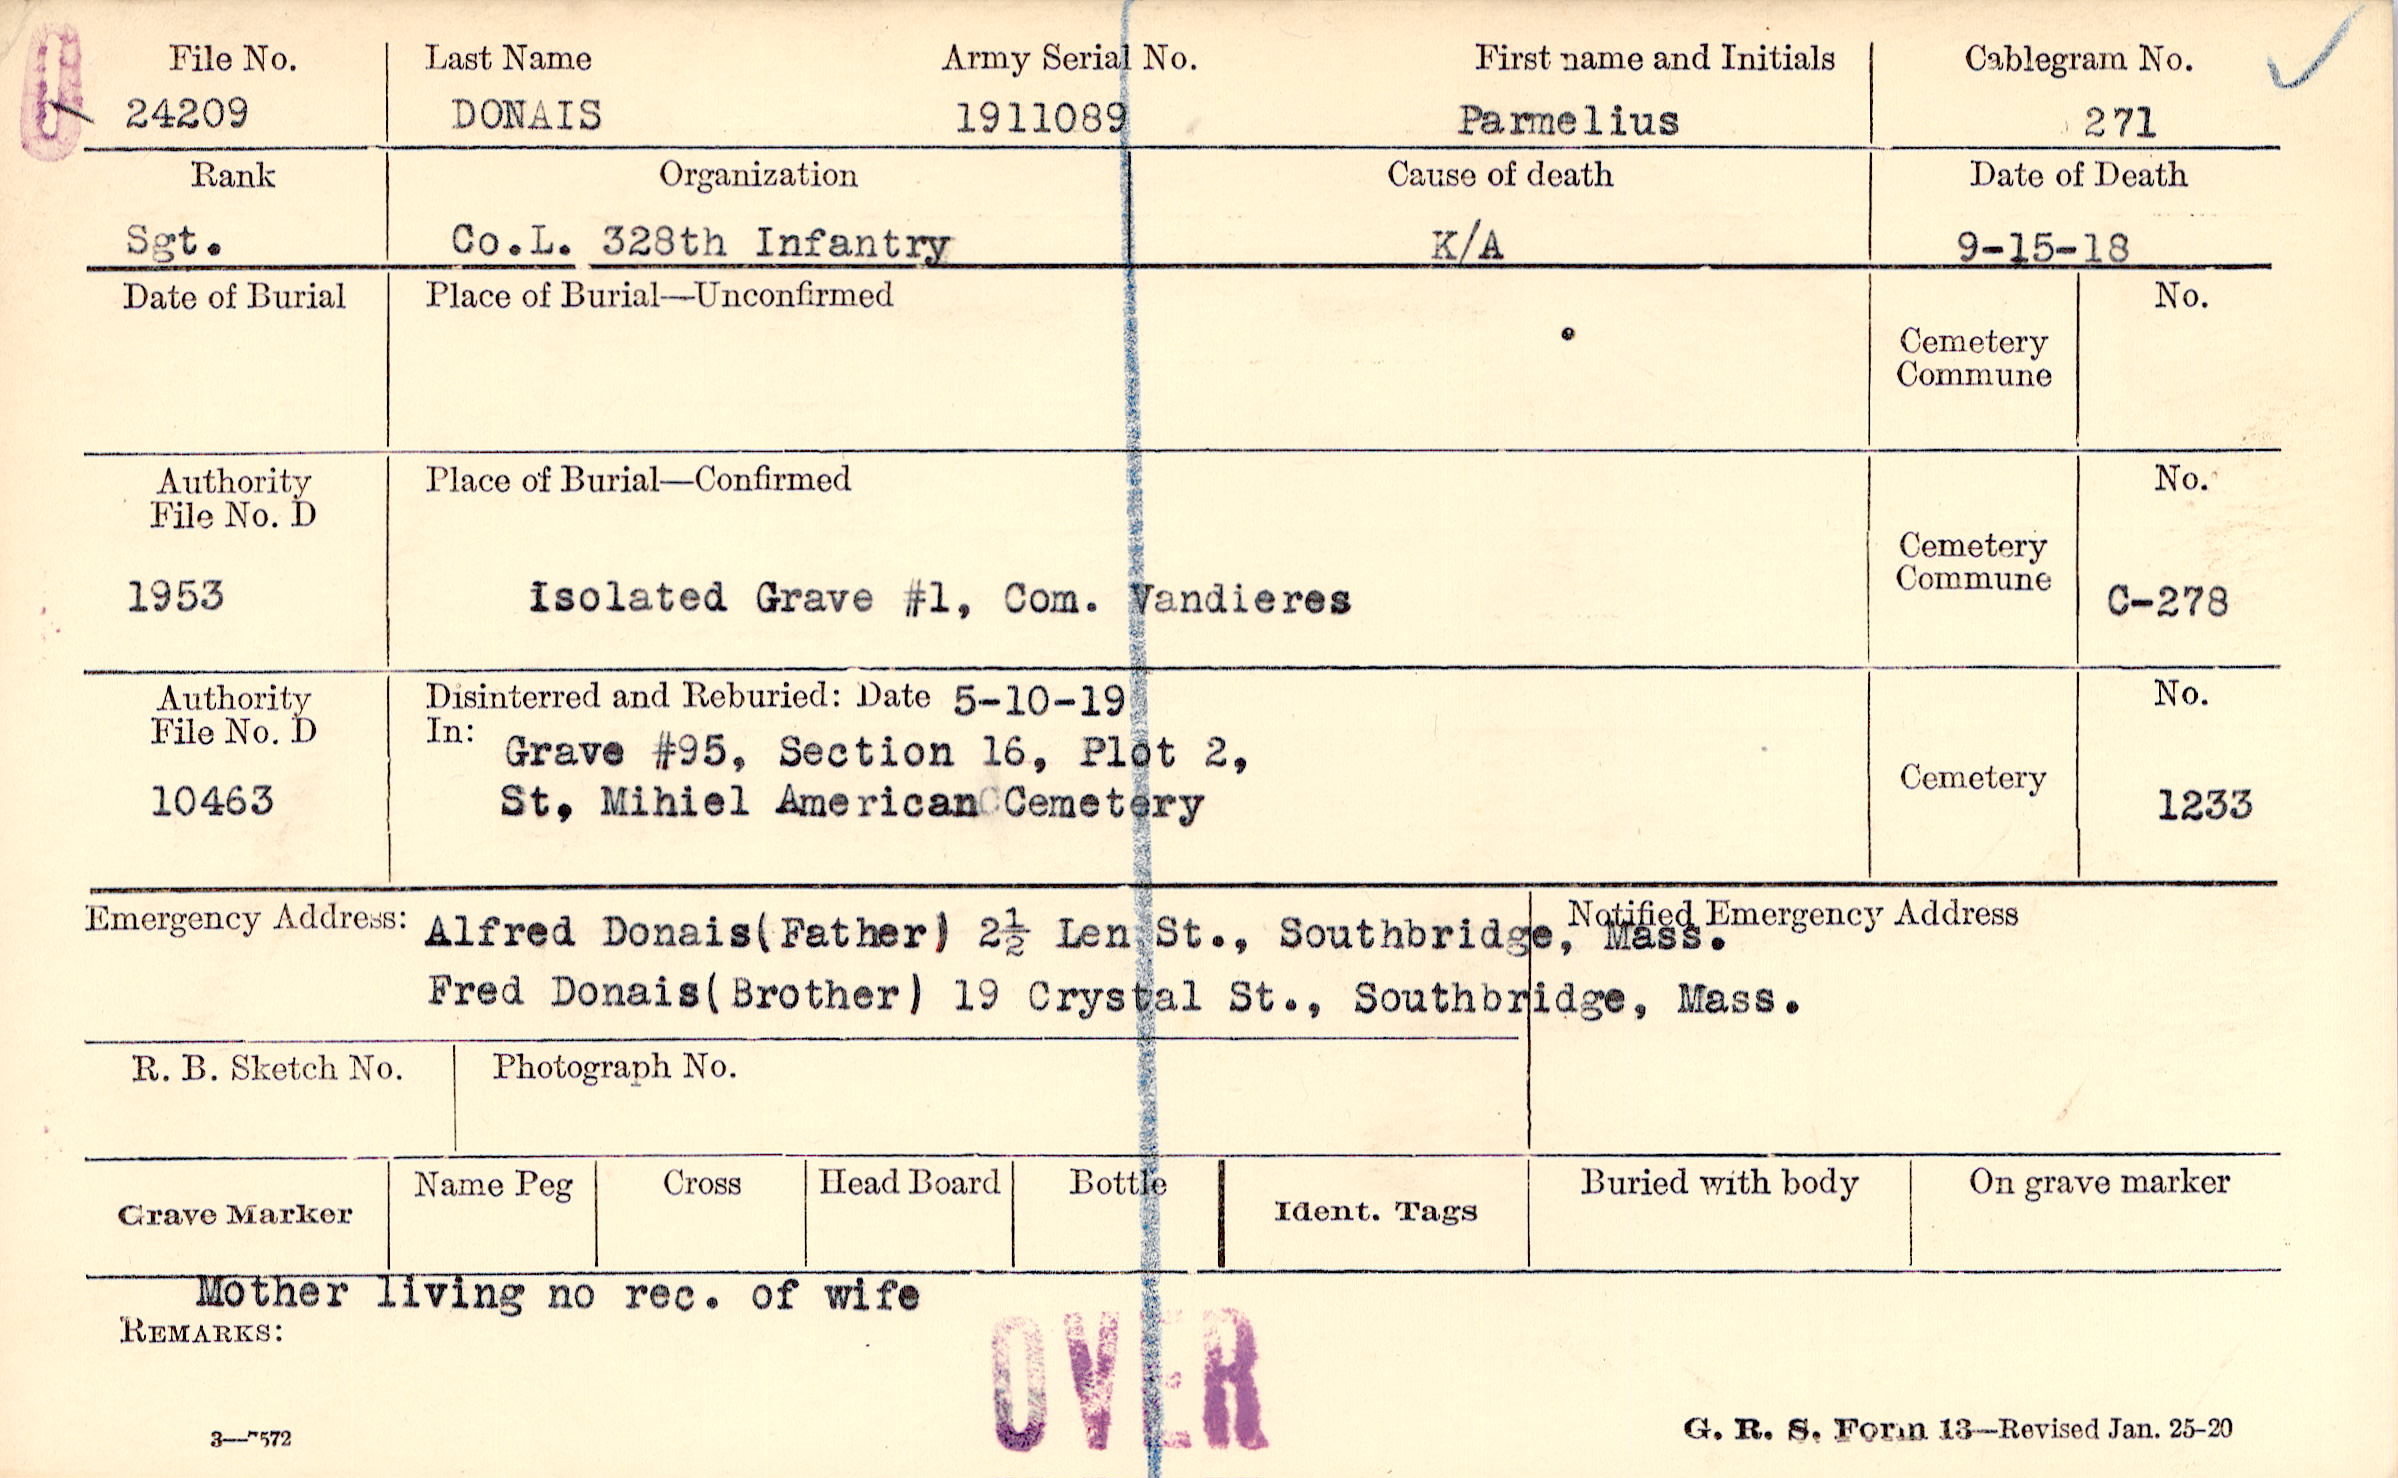 File No. Last Name Army Serial No. First name and Initials Cablegram No.
24209 DONAIS 1911089 Parmelius 271
Rank Organization Cause of death Date of Death
Sgt. Co.L. 328th Infantry K/A 9-15-18
Date of Burial Place of Burial—Unconfirmed No.
Cemetery
Commune
Authority Place of Burial—Confirmed No.
File No. D
Cemetery
Commune
1953 Isolated Grave #1, Com. Vandieres C-278
Authority Disinterred and Reburied: Date 5-10-19 No.
File No. D In:
Grave #95, Section 16, Plot 2,
Cemetery
10463 St, Mihiel American Cemetery 1233
Emergency Address: Alfred Donais(Father) 2½ Len St., Southbridge, Mass. Notified Emergency Address
Fred Donais(Brother) 19 Crystal St., Southbridge, Mass.
R. B. Sketch No. Photograph No.
Name Peg Cross Head Board Bottle Buried with body On grave marker
Grave Marker Ident. Tags
Mother living no rec. of wife
REMARKS:
OVER
G. R. S. Form 13—Revised Jan. 25-20